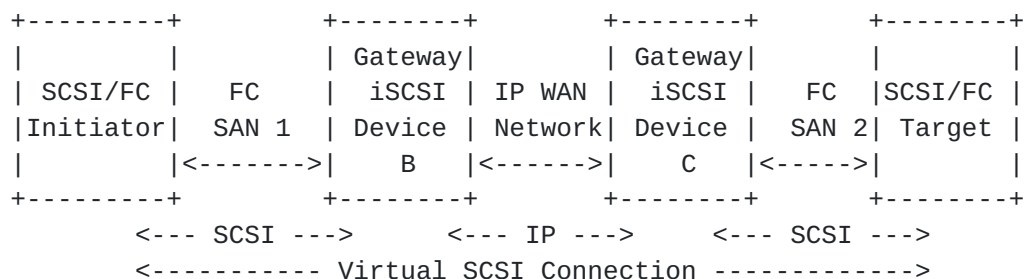 +---------+         +--------+        +--------+       +--------+
|         |         | Gateway|        | Gateway|       |        |
| SCSI/FC |   FC    |  iSCSI | IP WAN |  iSCSI |   FC  |SCSI/FC |
|Initiator|  SAN 1  | Device | Network| Device |  SAN 2| Target |
|         |<------->|    B   |<------>|    C   |<----->|        |
+---------+         +--------+        +--------+       +--------+
<--- SCSI --->      <--- IP --->     <--- SCSI --->
<----------- Virtual SCSI Connection ------------->